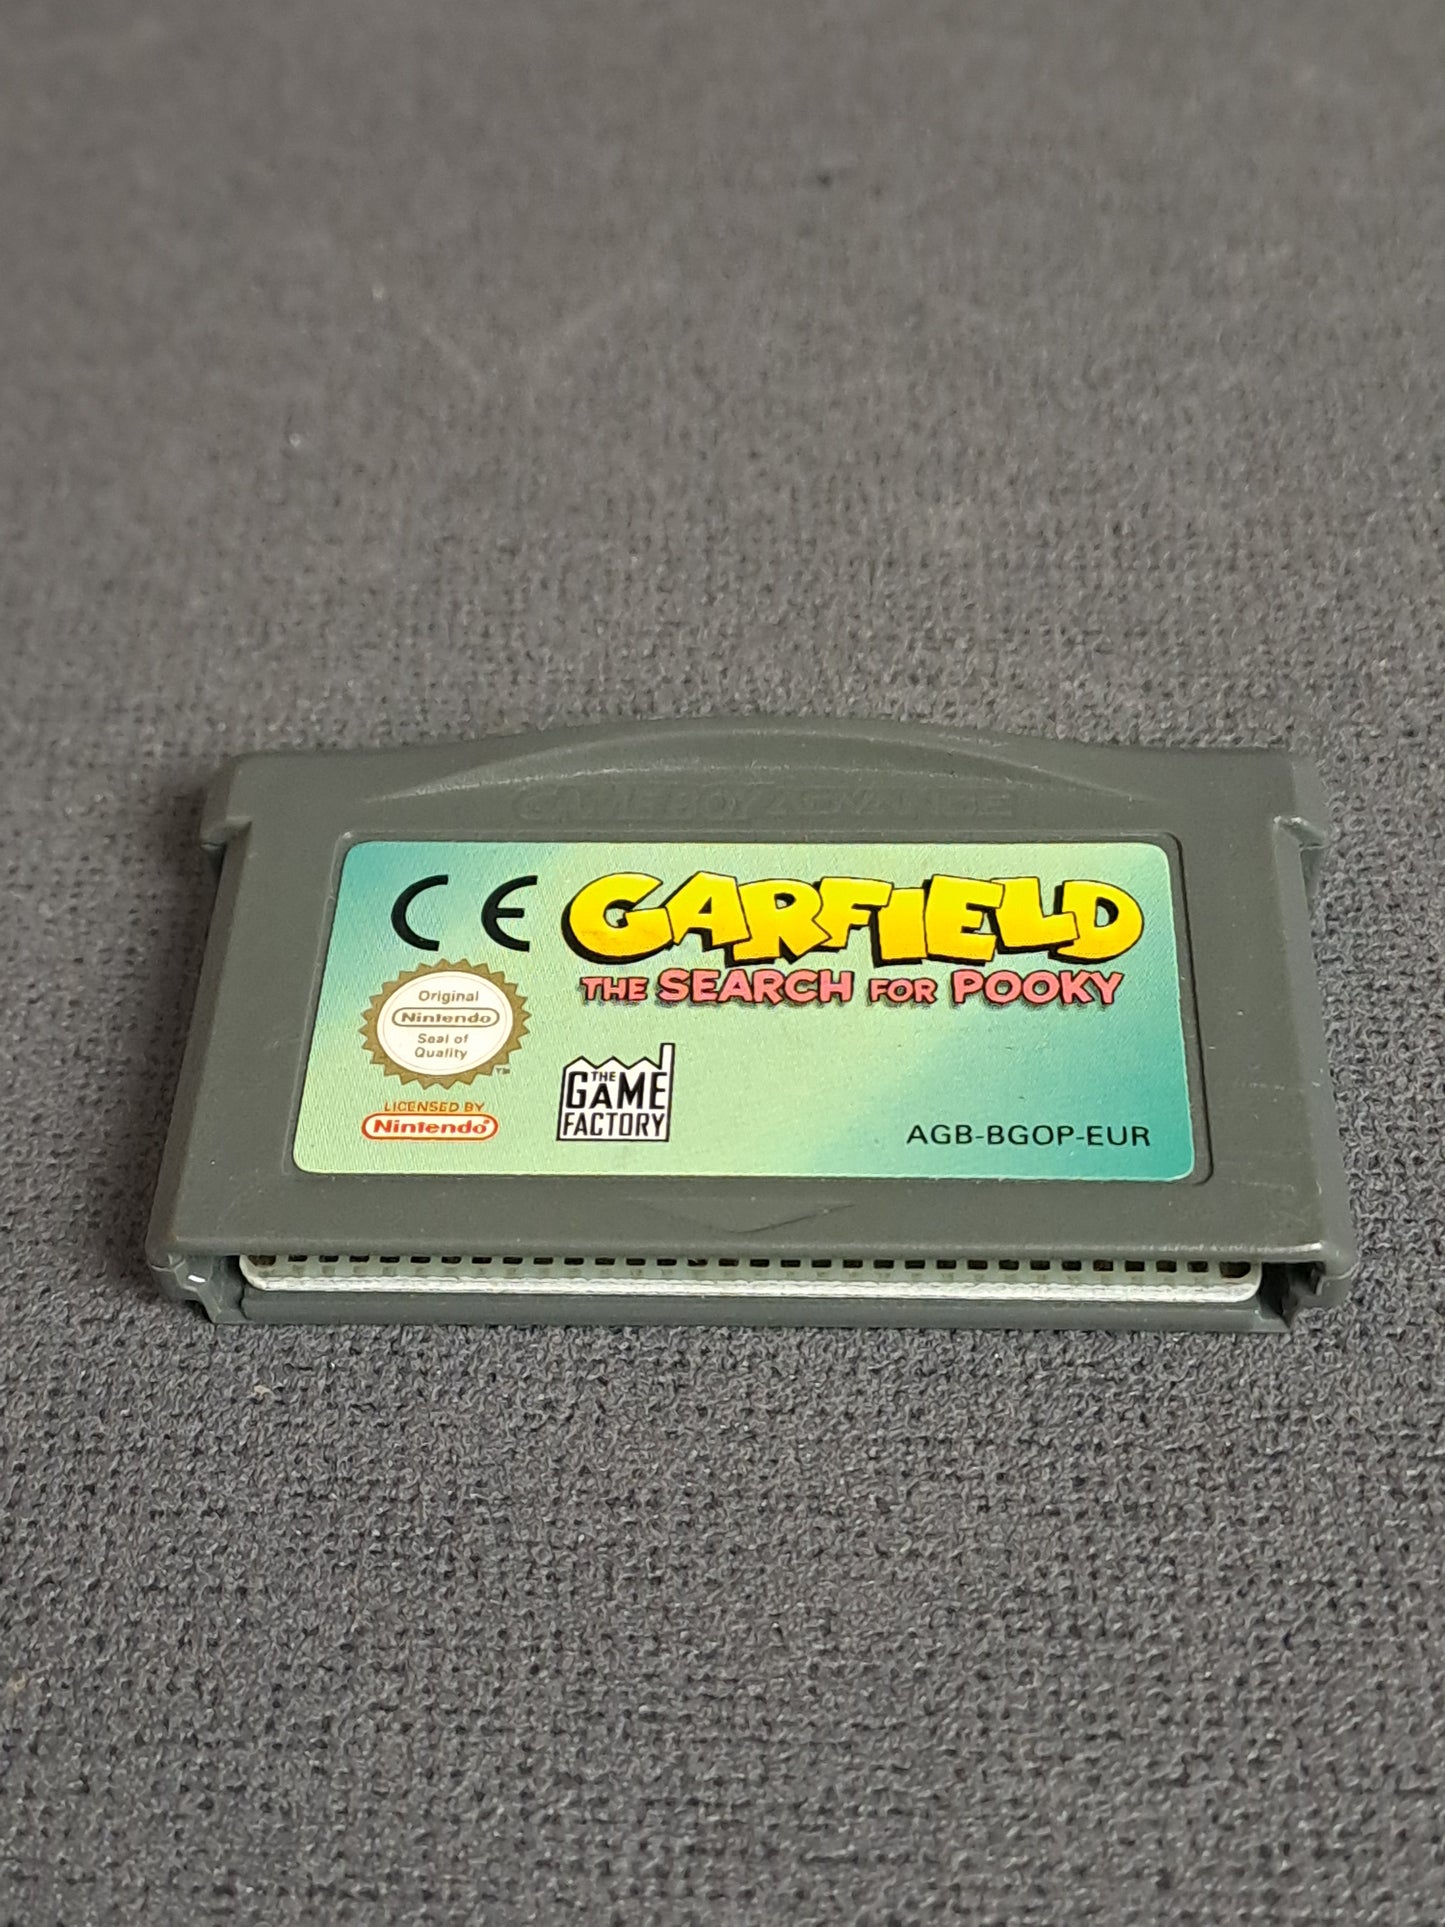 GAME BOY ADVANCE
CE
GARFIELD
THE SEARCH FOR POOKY
Original
Nintendo
Seal of
Quality
TM
LICENSED BY
Nintendo®
THE
GAME
FACTORY
AGB-BGOP-EUR